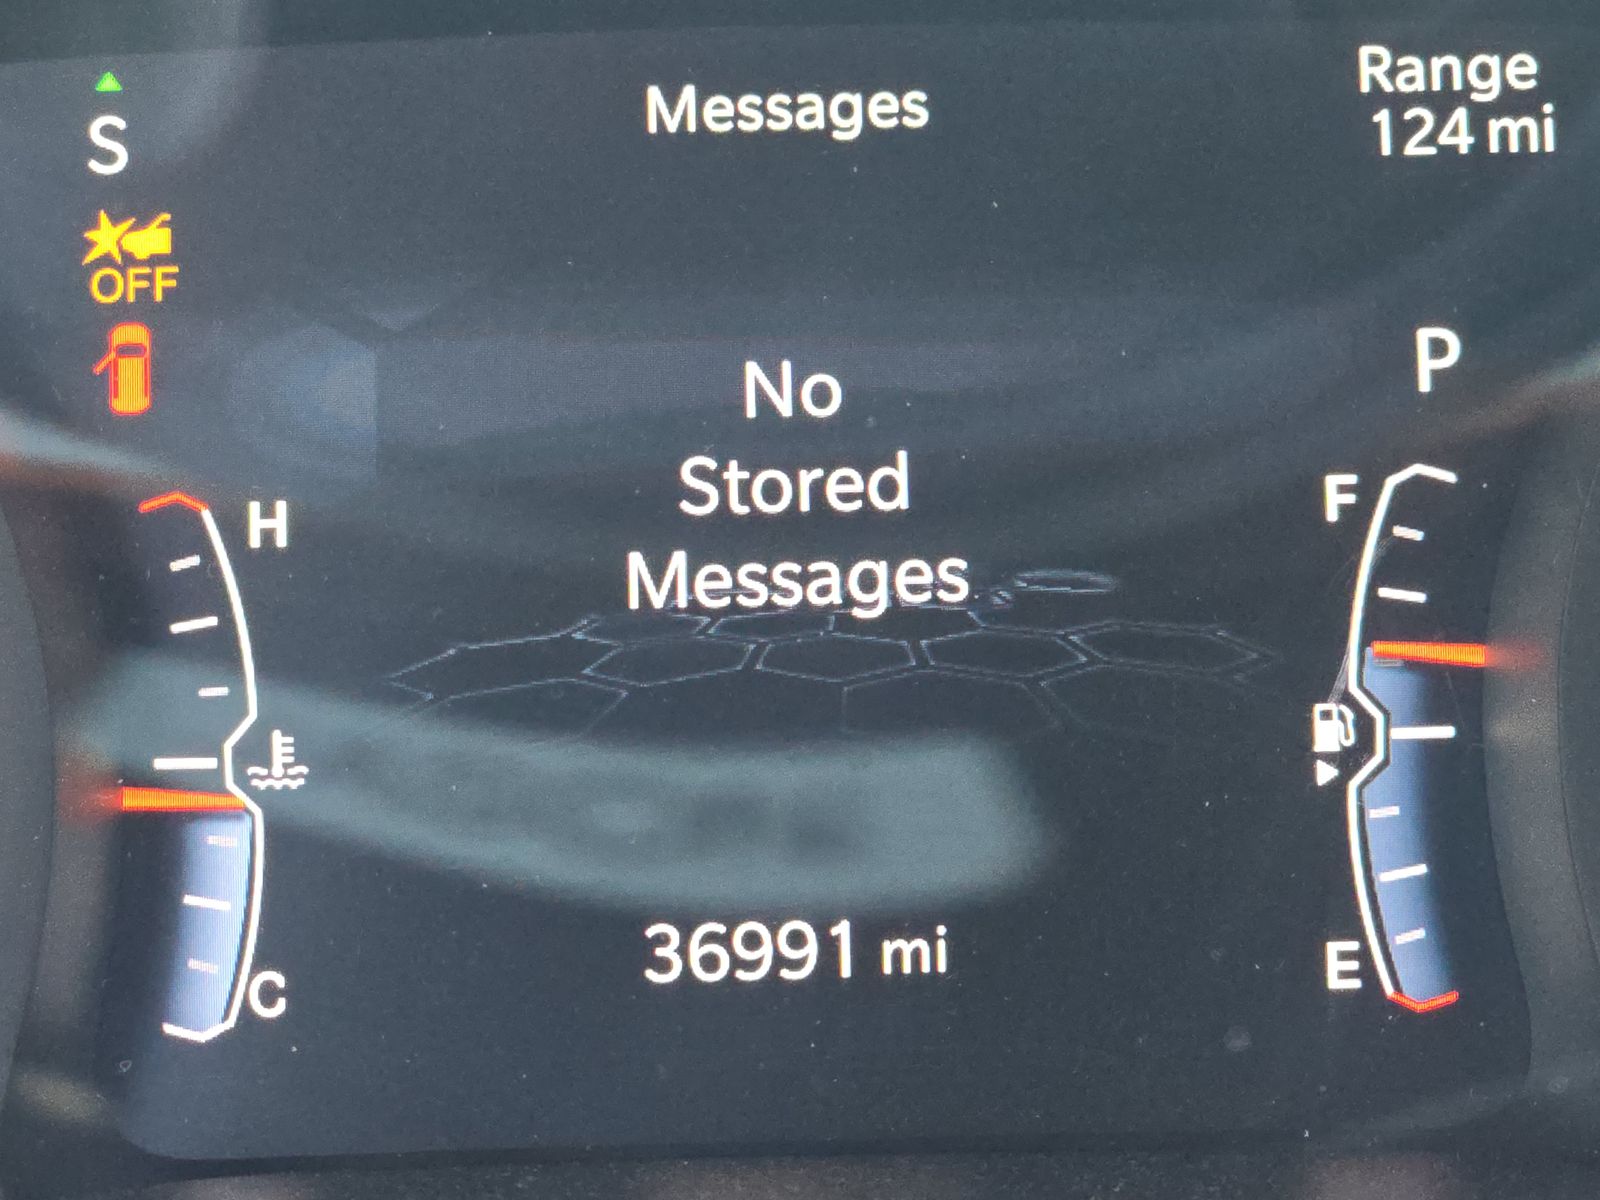 Messages
Range
124 mi
S
OFF
No
Stored
Messages
P
H
F
C
E
36991 mi